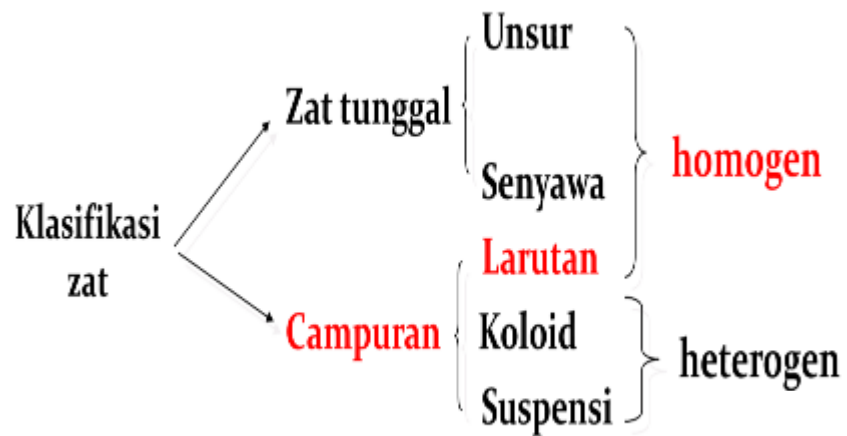 Unsur
Zat tunggal
homogen
Senyawa
Klasifikasi
zat
Larutan
Campuran
Koloid
heterogen
Suspensi